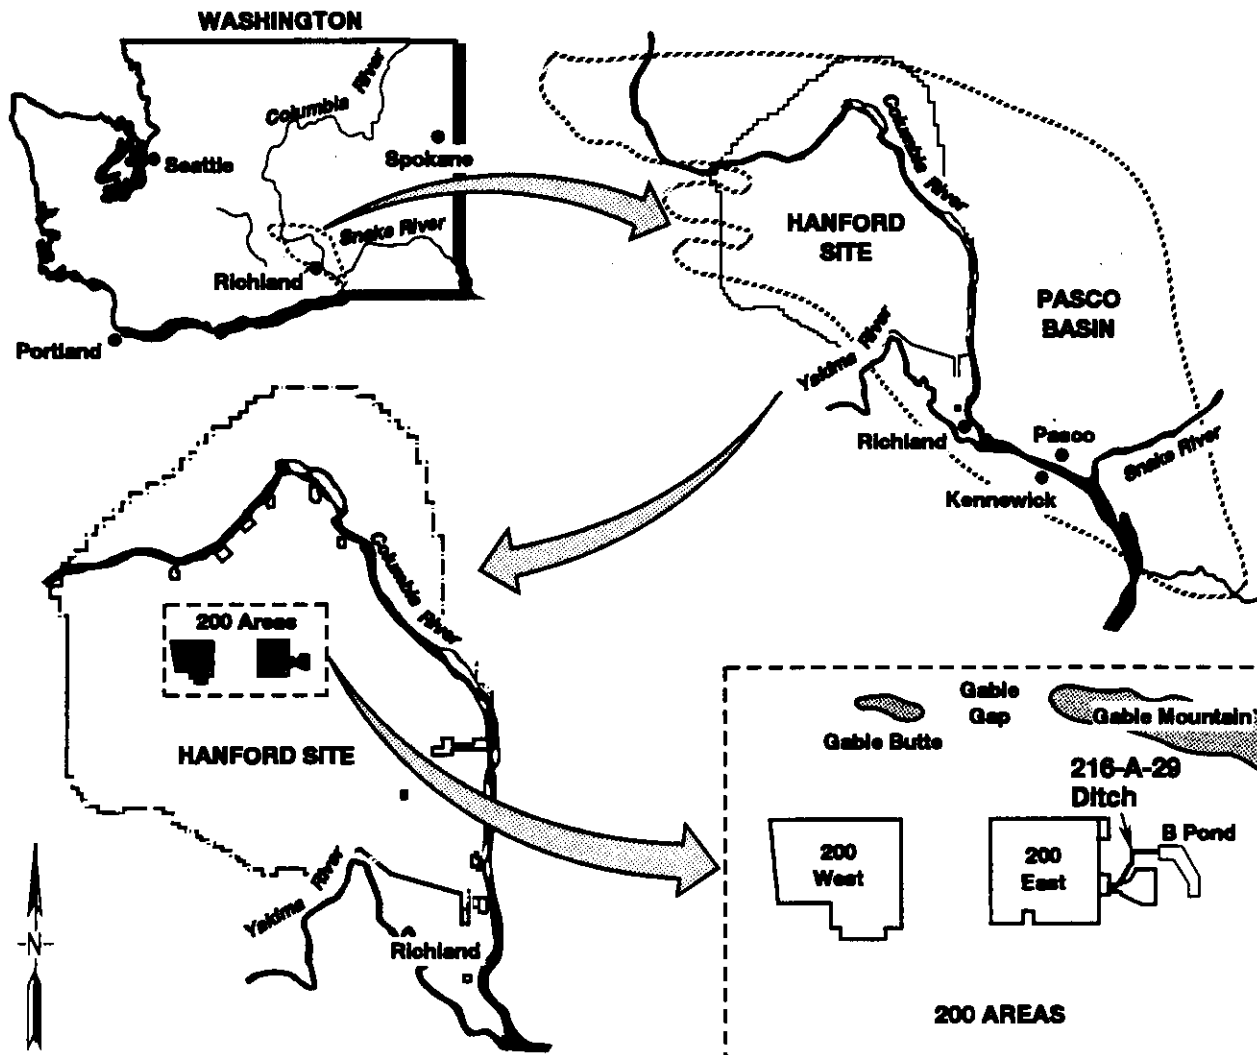 WASHINGTON
Columbia River
Seattle
Spokane
Snake River
Richland
Portland
Columbia River
HANFORD
SITE
PASCO
BASIN
Yakima River
Richland
Pasco
Kennewick
Snake River
Columbia River
200 Areas
HANFORD SITE
Yakima River
Richland
N
Gable
Gap
Gable Butte
Gable Mountain
216-A-29
Ditch
B Pond
200
West
200
East
200 AREAS